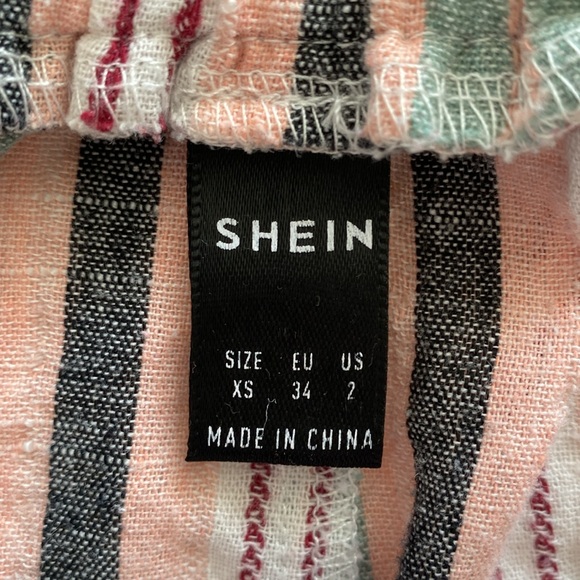 SHEIN
SIZE EU US
XS 34 2
MADE IN CHINA